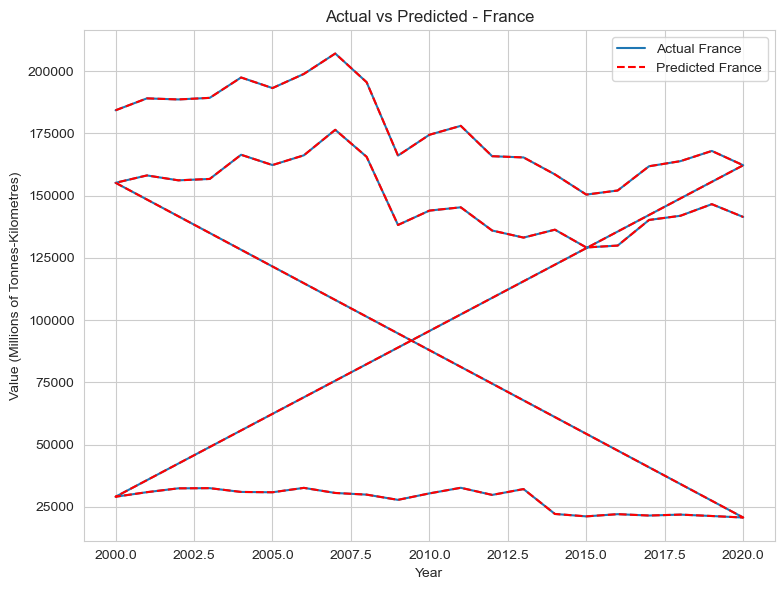 Actual vs Predicted - France
Actual France
Predicted France
200000
175000
150000
125000
100000
75000
50000
25000
Value (Millions of Tonnes-Kilometres)
2000.0 2002.5 2005.0 2007.5 2010.0 2012.5 2015.0 2017.5 2020.0
Year